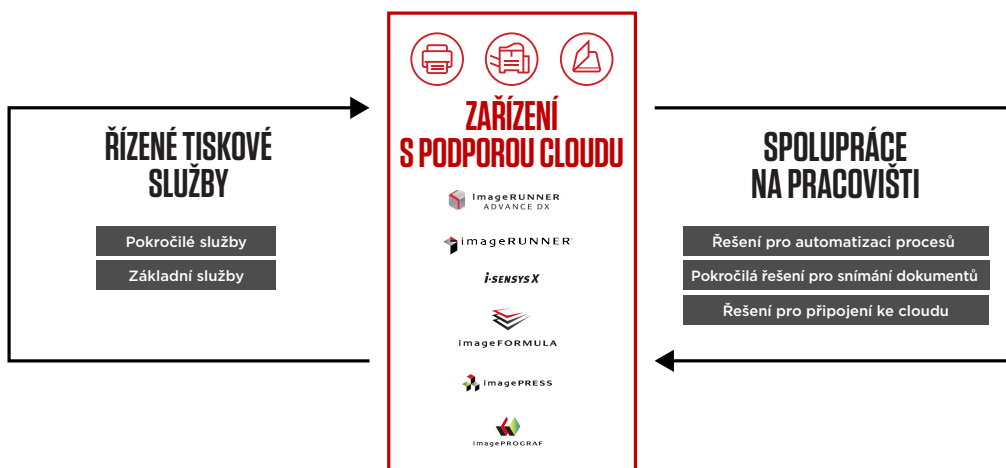 ŘÍZENÉ TISKOVÉ
SLUŽBY
Pokročilé služby
Základní služby
ZAŘÍZENÍ
S PODPOROU CLOUDU
imageRUNNER
ADVANCE DX
imageRUNNER
i-SENSYS X
imageFORMULA
imagePRESS
imagePROGRAF
SPOLUPRÁCE
NA PRACOVIŠTI
Řešení pro automatizaci procesů
Pokročilá řešení pro snímání dokumentů
Řešení pro připojení ke cloudu